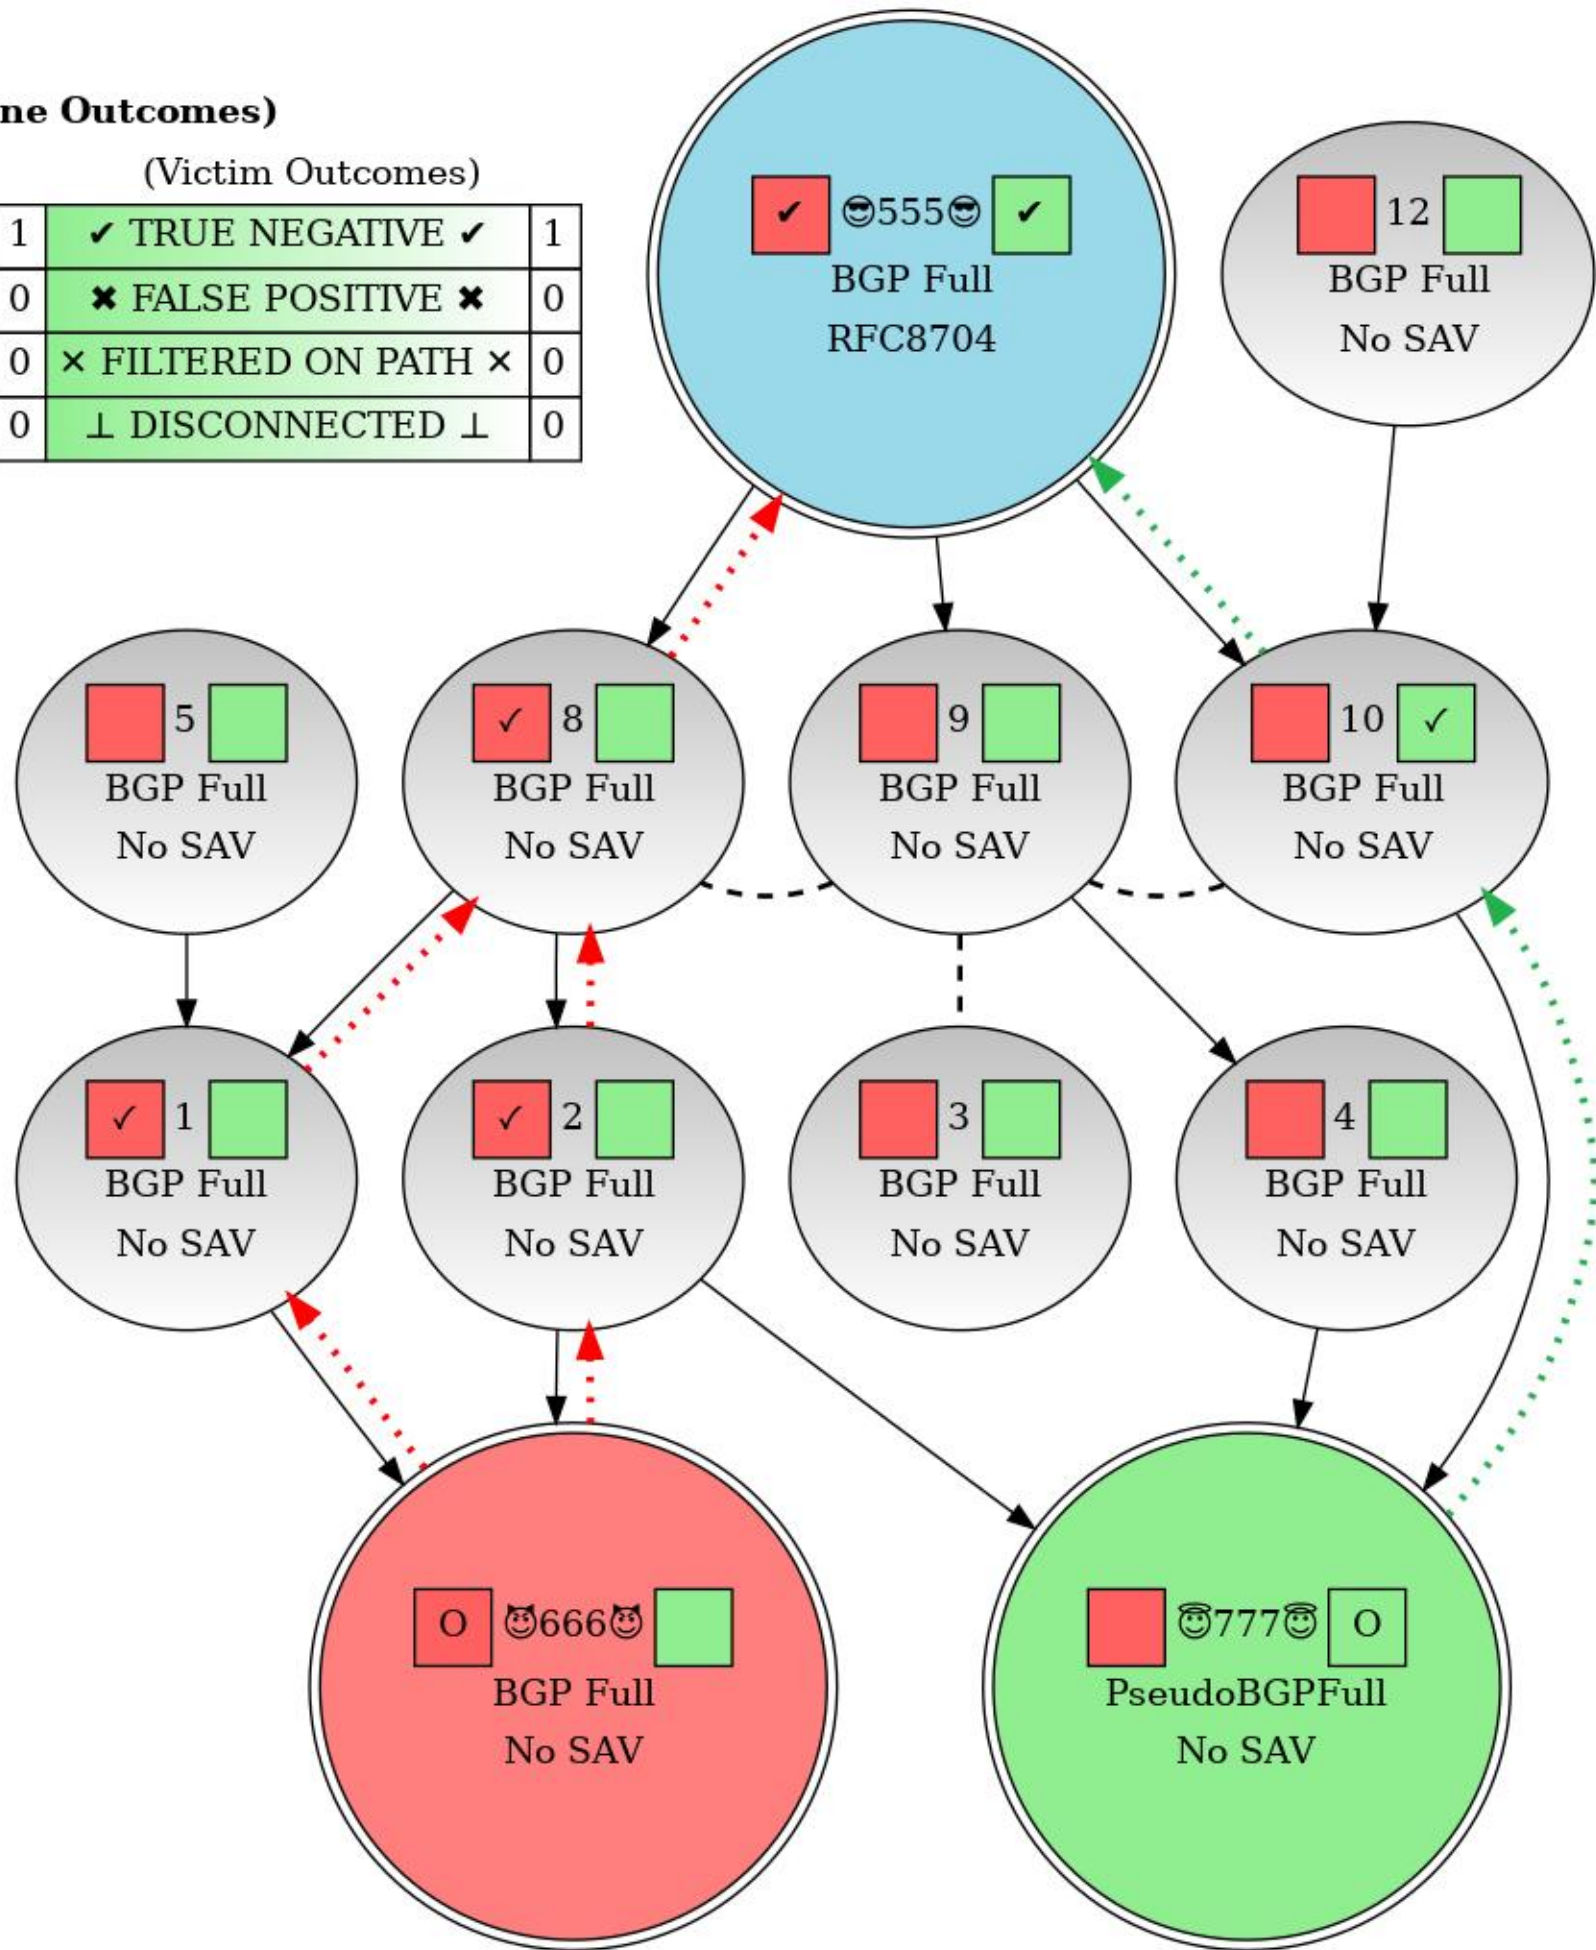 ne Outcomes)
(Victim Outcomes)
1 ✔ TRUE NEGATIVE ✔ 1
0 ✖ FALSE POSITIVE ✖ 0
0 ✕ FILTERED ON PATH ✕ 0
0 ⊥ DISCONNECTED ⊥ 0
✔ 😎555😎 ✔
BGP Full
RFC8704
12
BGP Full
No SAV
5
BGP Full
No SAV
✓ 8
BGP Full
No SAV
9
BGP Full
No SAV
10 ✓
BGP Full
No SAV
✓ 1
BGP Full
No SAV
✓ 2
BGP Full
No SAV
3
BGP Full
No SAV
4
BGP Full
No SAV
O 😈666😈
BGP Full
No SAV
😇777😇 O
PseudoBGPFull
No SAV